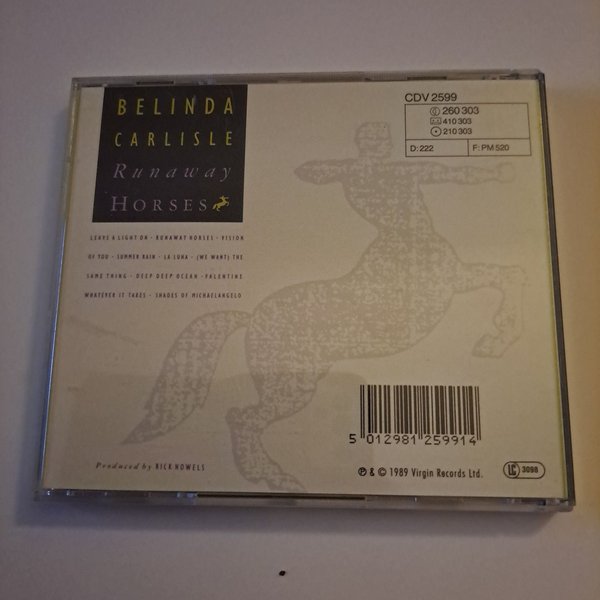 BELINDA
CARLISLE
Runaway
HORSES
CDV 2599
260 303
410 303
210 303
D: 222 F: PM 520
LEAVE A LIGHT ON · RUNAWAY HORSES · VISION
OF YOU · SUMMER RAIN · LA LUNA · (WE WANT) THE
SAME THING · DEEP DEEP OCEAN · VALENTINE
WHATEVER IT TAKES · SHADES OF MICHAELANGELO
5 012981 259914
Produced by RICK NOWELS
℗ & © 1989 Virgin Records Ltd.
LC 3098